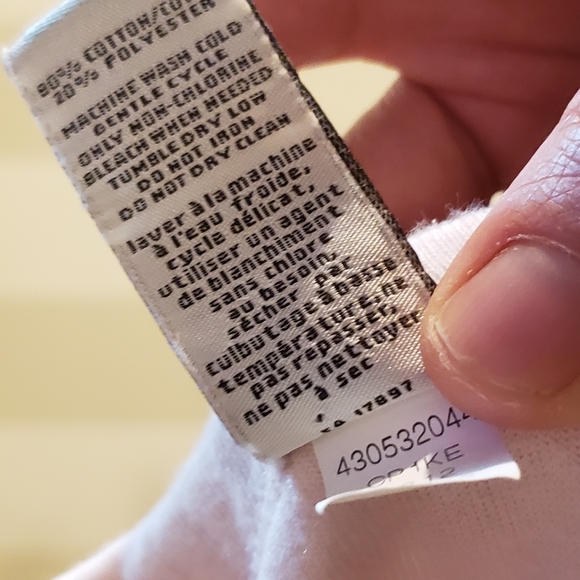 80% COTTON/COTON
20% POLYESTER
MACHINE WASH COLD
GENTLE CYCLE
ONLY NON-CHLORINE
BLEACH WHEN NEEDED
TUMBLE DRY LOW
DO NOT IRON
DO NOT DRY CLEAN
laver à la machine
à l'eau froide,
cycle délicat,
utiliser un agent
de blanchiment
sans chlore
au besoin,
sécher par
culbutage à basse
température, ne
pas repasser,
ne pas nettoyer
à sec
17897
43053204